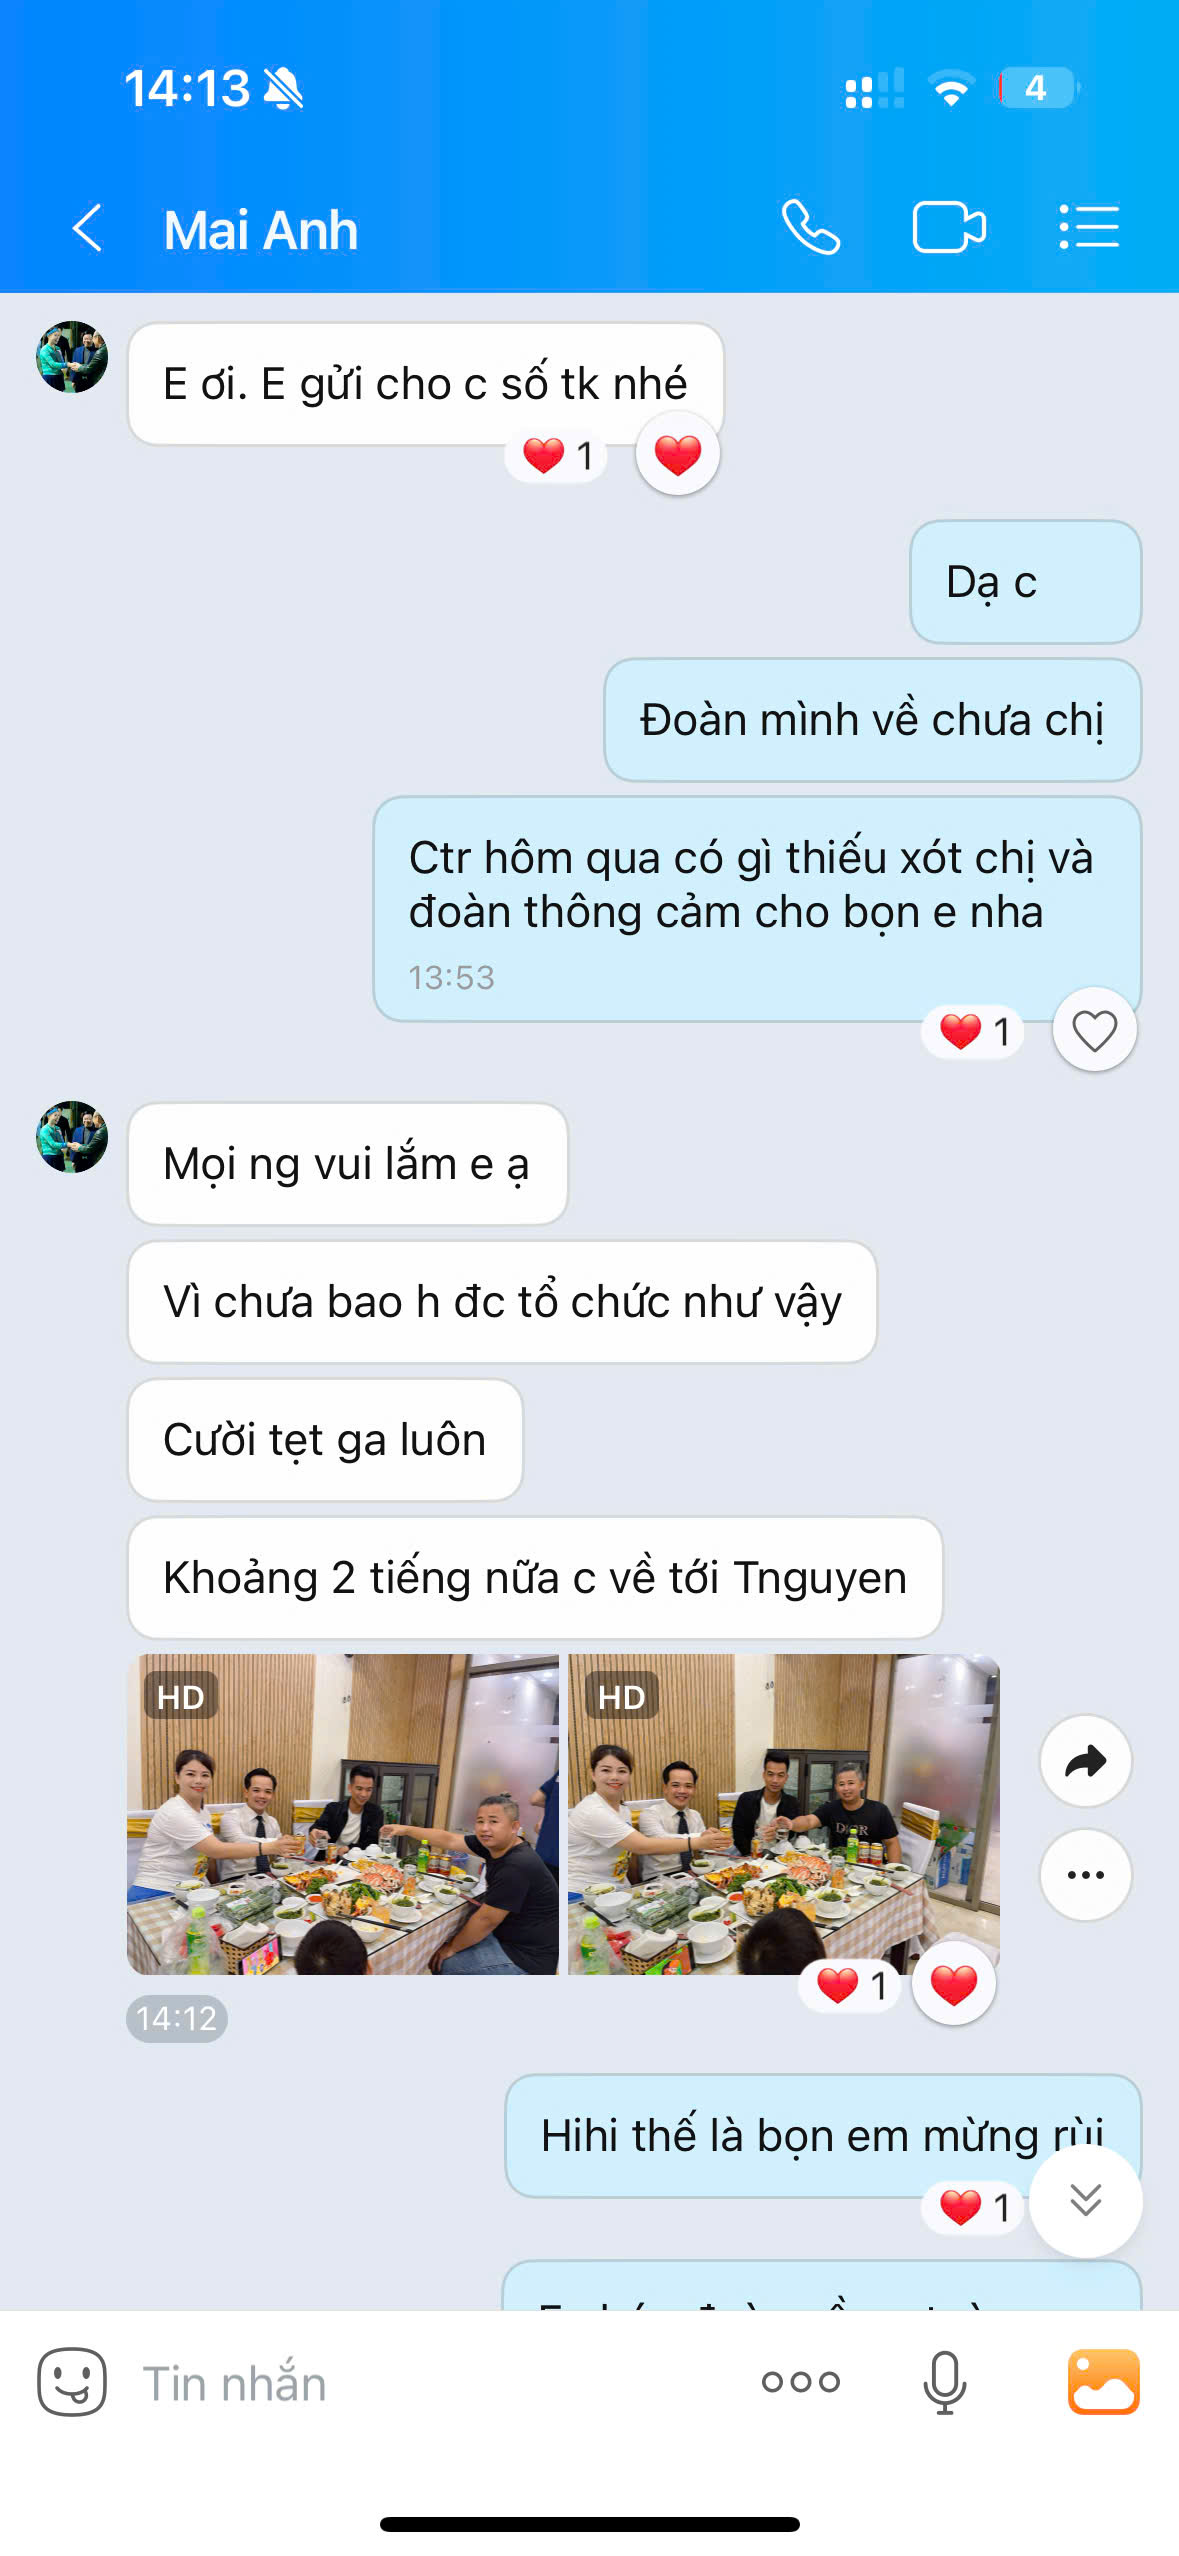 14:13
4
Mai Anh
E ơi. E gửi cho c số tk nhé
1
Dạ c
Đoàn mình về chưa chị
Ctr hôm qua có gì thiếu xót chị và
đoàn thông cảm cho bọn e nha
13:53
1
Mọi ng vui lắm e ạ
Vì chưa bao h đc tổ chức như vậy
Cười tẹt ga luôn
Khoảng 2 tiếng nữa c về tới Tnguyen
HD
HD
1
14:12
Hihi thế là bọn em mừng rùi
1
Tin nhắn